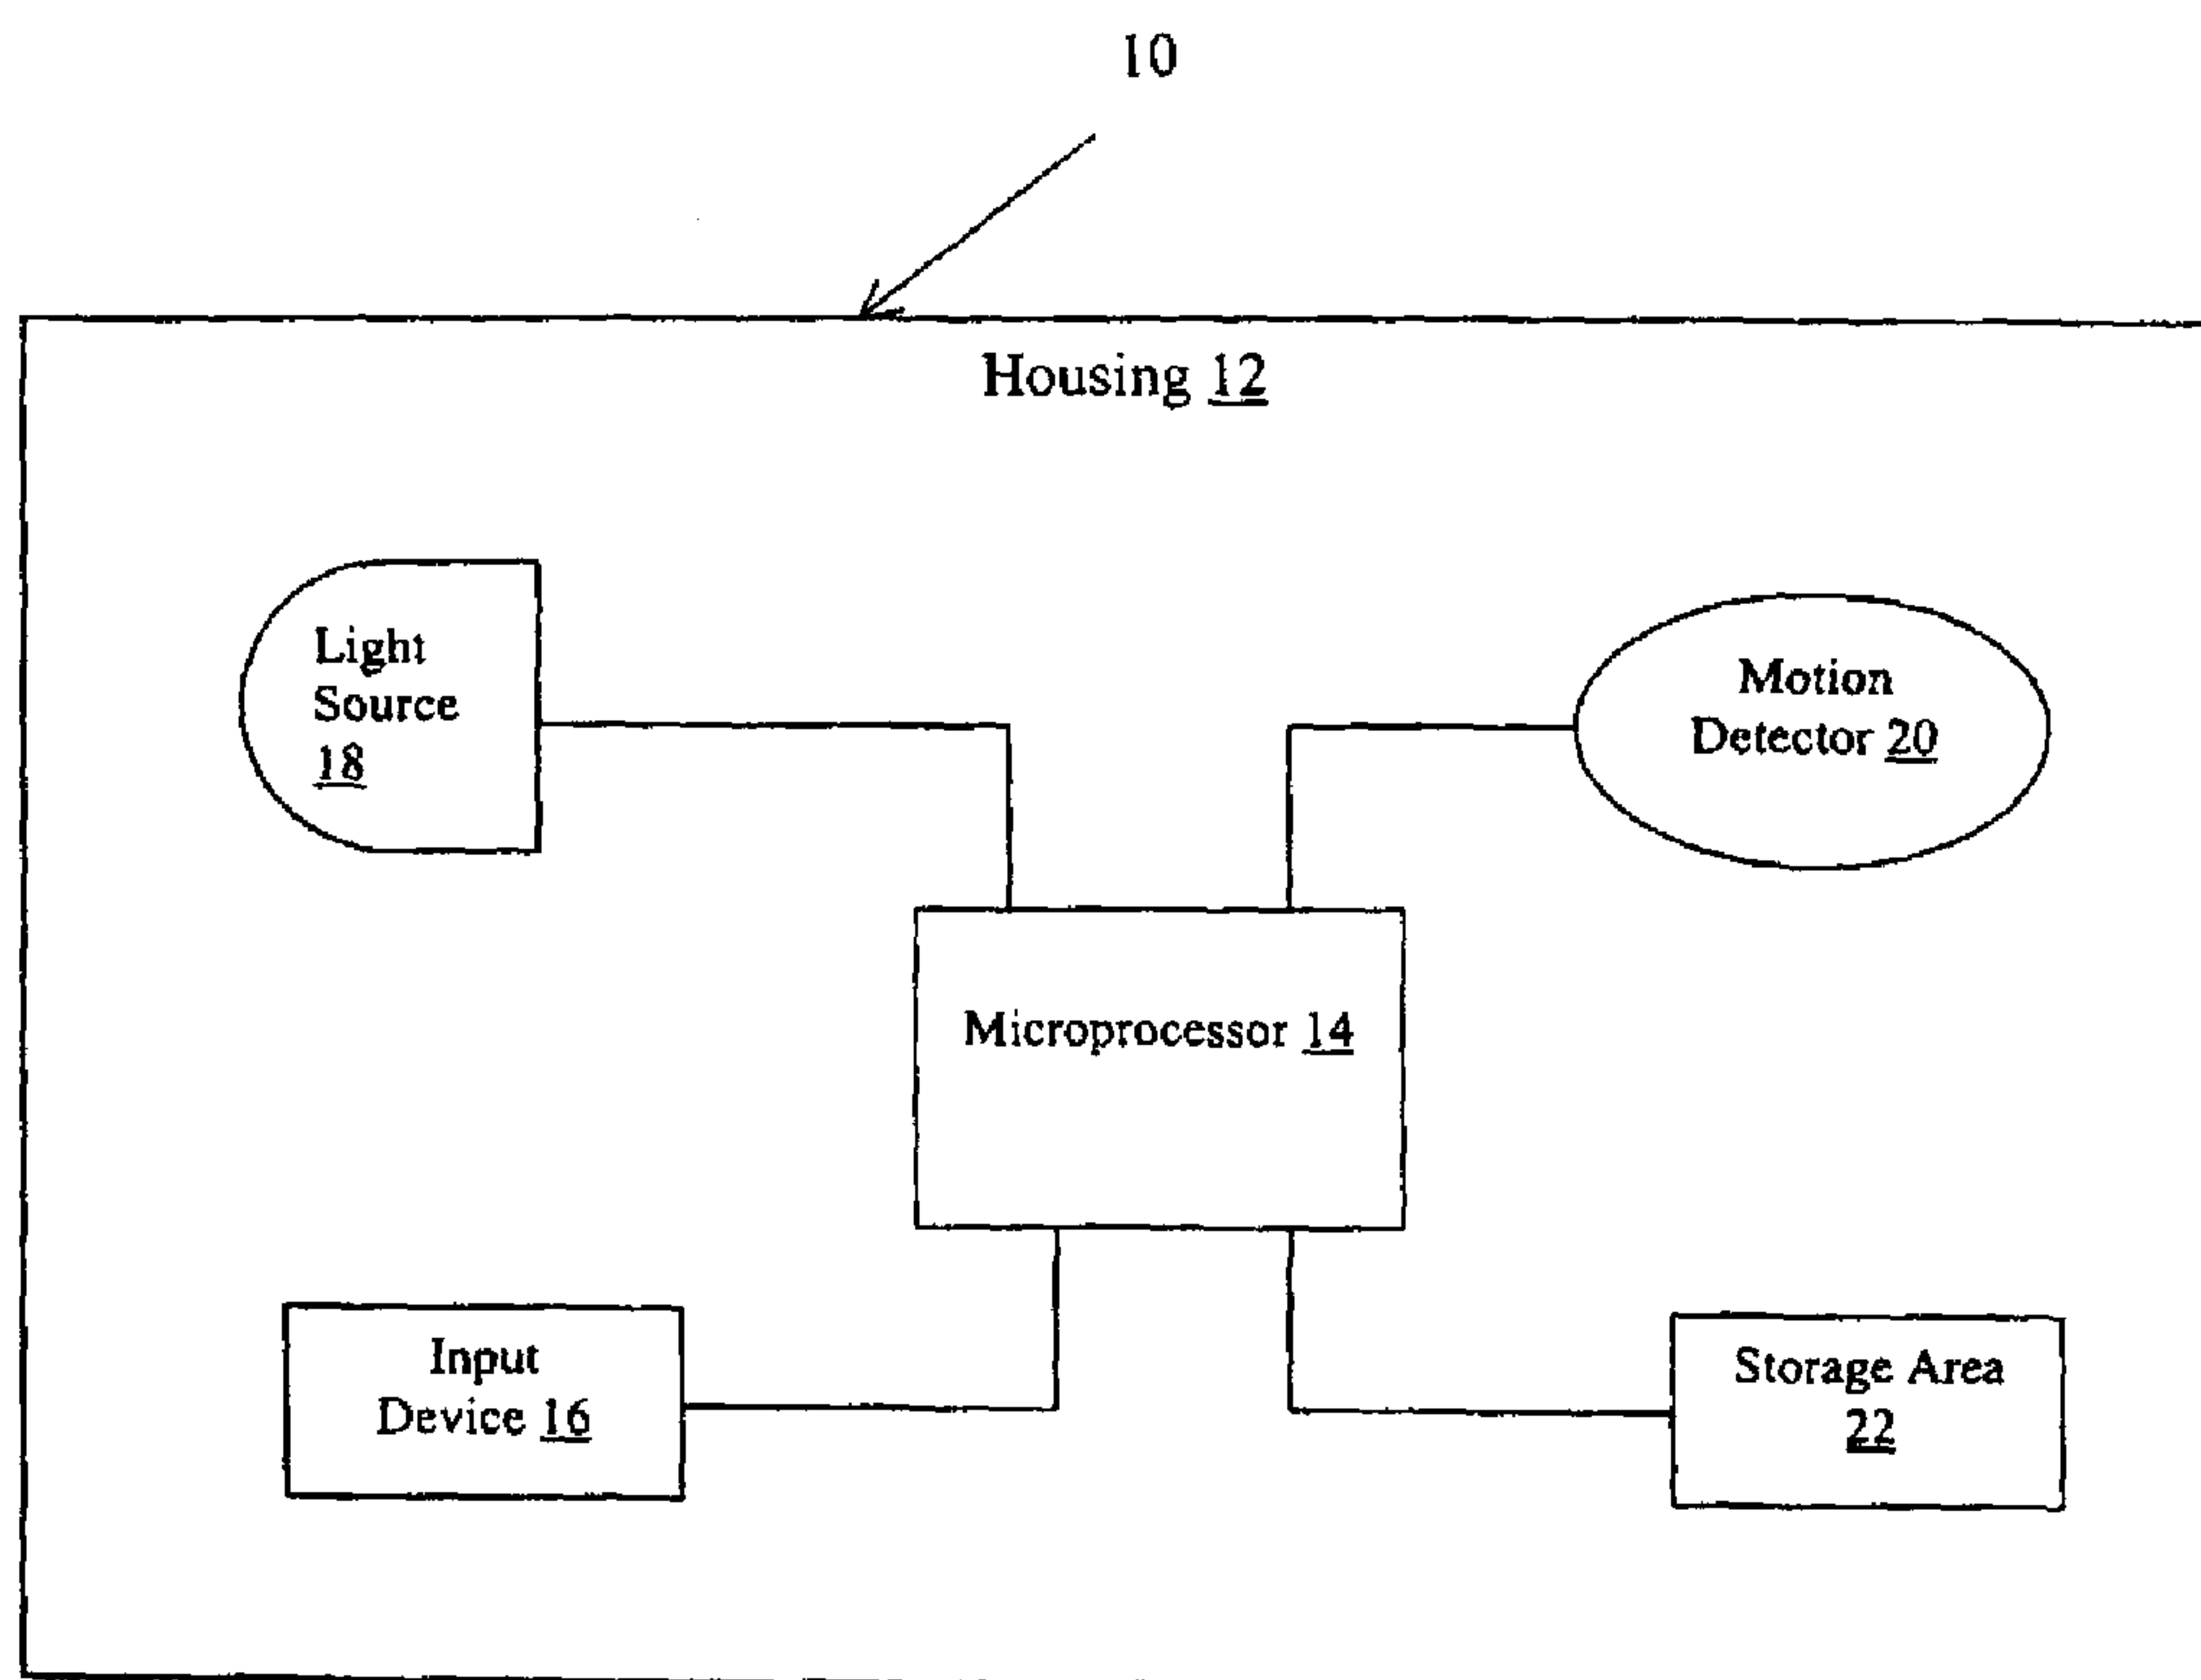 10
Housing 12
Light
Source
18
Motion
Detector 20
Microprocessor 14
Input
Device 16
Storage Area
22